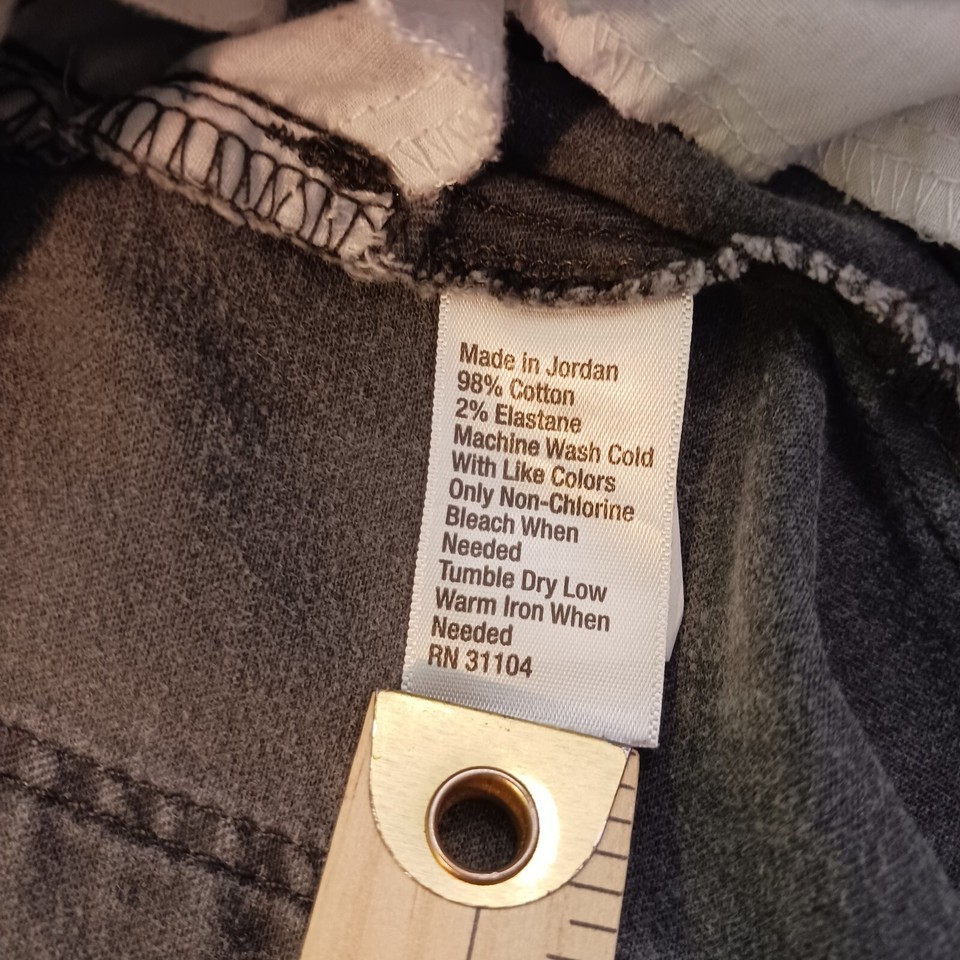 Made in Jordan
98% Cotton
2% Elastane
Machine Wash Cold
With Like Colors
Only Non-Chlorine
Bleach When
Needed
Tumble Dry Low
Warm Iron When
Needed
RN 31104